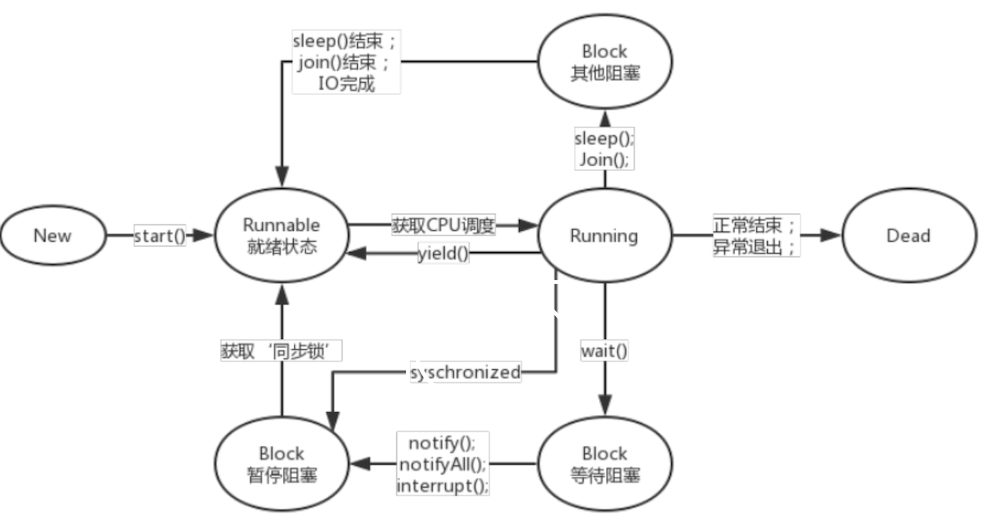 sleep()结束；
join()结束；
IO完成
Block
其他阻塞
sleep();
Join();
New
start()
Runnable
就绪状态
获取CPU调度
yield()
Running
正常结束；
异常退出；
Dead
获取‘同步锁’
synschronized
wait()
Block
暂停阻塞
notify();
notifyAll();
interrupt();
Block
等待阻塞